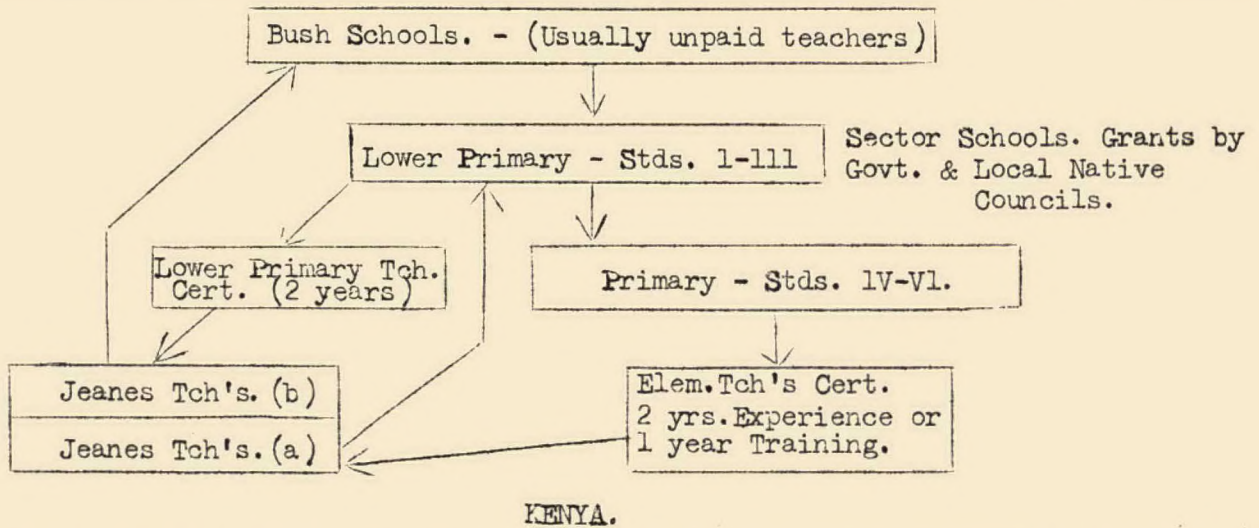 Bush Schools. - (Usually unpaid teachers)
Lower Primary - Stds. 1-111
Sector Schools. Grants by
Govt. & Local Native
Councils.
Lower Primary Tch.
Cert. (2 years)
Primary - Stds. 1V-V1.
Jeanes Tch's. (b)
Jeanes Tch's. (a)
Elem.Tch's Cert.
2 yrs.Experience or
1 year Training.
KENYA.